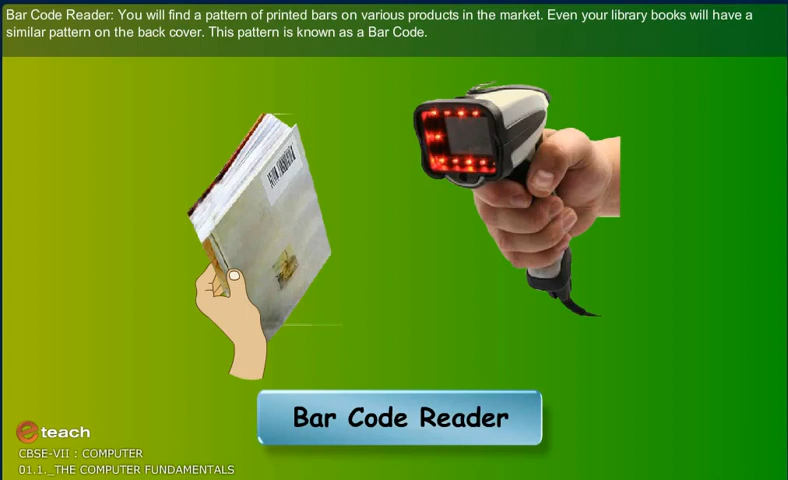 Bar Code Reader: You will find a pattern of printed bars on various products in the market. Even your library books will have a
similar pattern on the back cover. This pattern is known as a Bar Code.
Bar Code Reader
e teach
CBSE-VII : COMPUTER
01.1._THE COMPUTER FUNDAMENTALS